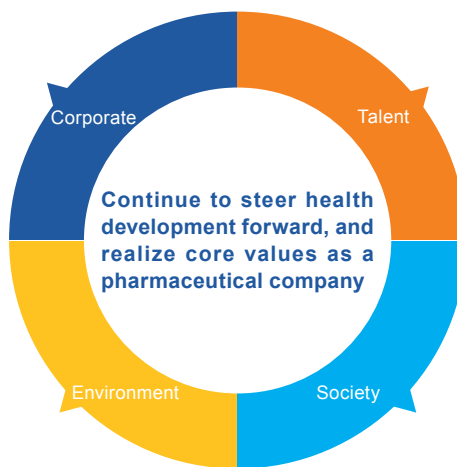 Corporate
Talent
Continue to steer health
development forward, and
realize core values as a
pharmaceutical company
Environment
Society